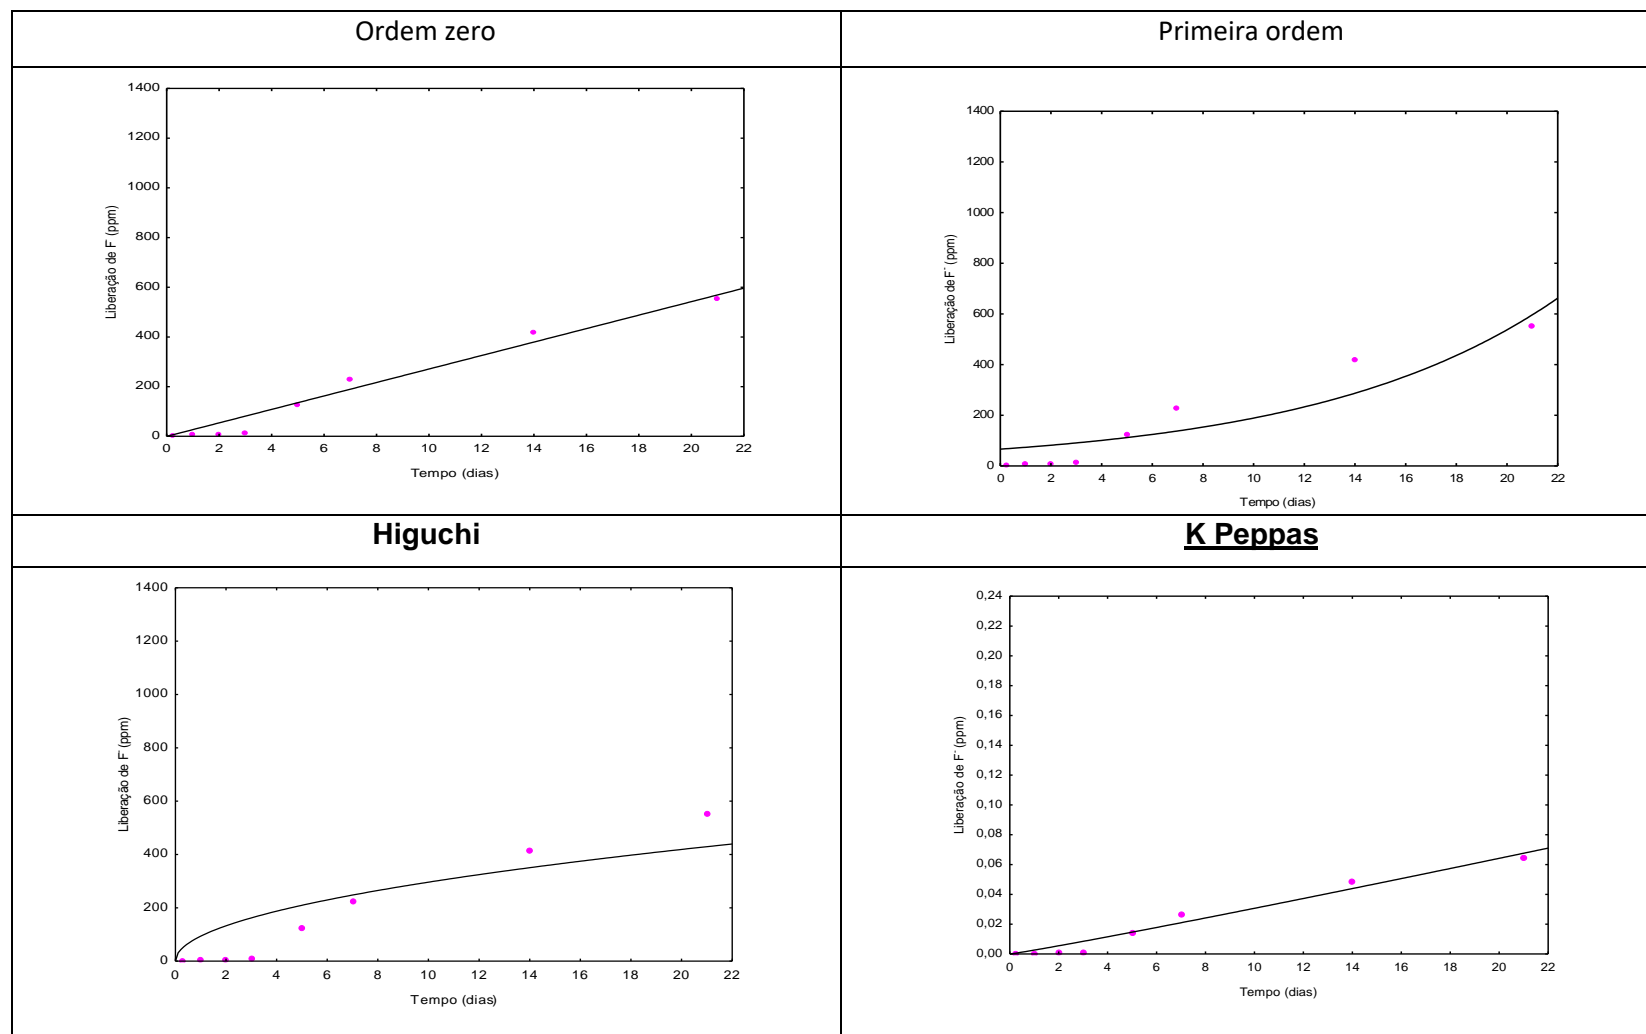 Ordem zero
Primeira ordem
1400
1200
1000
800
600
400
200
0
Liberação de F (ppm)
0 2 4 6 8 10 12 14 16 18 20 22
Tempo (dias)
1400
1200
1000
800
600
400
200
0
Liberação de F⁻ (ppm)
0 2 4 6 8 10 12 14 16 18 20 22
Tempo (dias)
Higuchi
K Peppas
1400
1200
1000
800
600
400
200
0
Liberação de F⁻ (ppm)
0 2 4 6 8 10 12 14 16 18 20 22
Tempo (dias)
0,24
0,22
0,20
0,18
0,16
0,14
0,12
0,10
0,08
0,06
0,04
0,02
0,00
Liberação de F⁻ (ppm)
0 2 4 6 8 10 12 14 16 18 20 22
Tempo (dias)